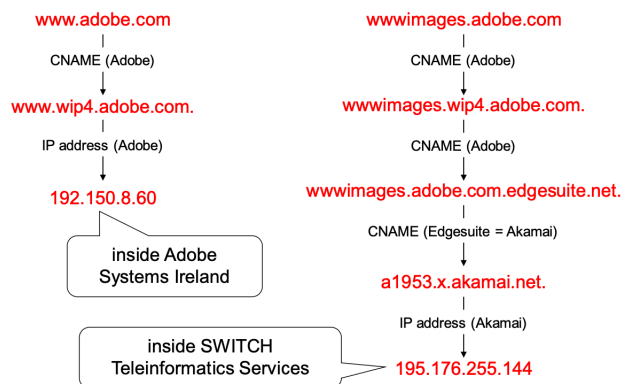 www.adobe.com
CNAME (Adobe)
www.wip4.adobe.com.
IP address (Adobe)
192.150.8.60
inside Adobe
Systems Ireland
wwwimages.adobe.com
CNAME (Adobe)
wwwimages.wip4.adobe.com.
CNAME (Adobe)
wwwimages.adobe.com.edgesuite.net.
CNAME (Edgesuite = Akamai)
a1953.x.akamai.net.
IP address (Akamai)
195.176.255.144
inside SWITCH
Teleinformatics Services